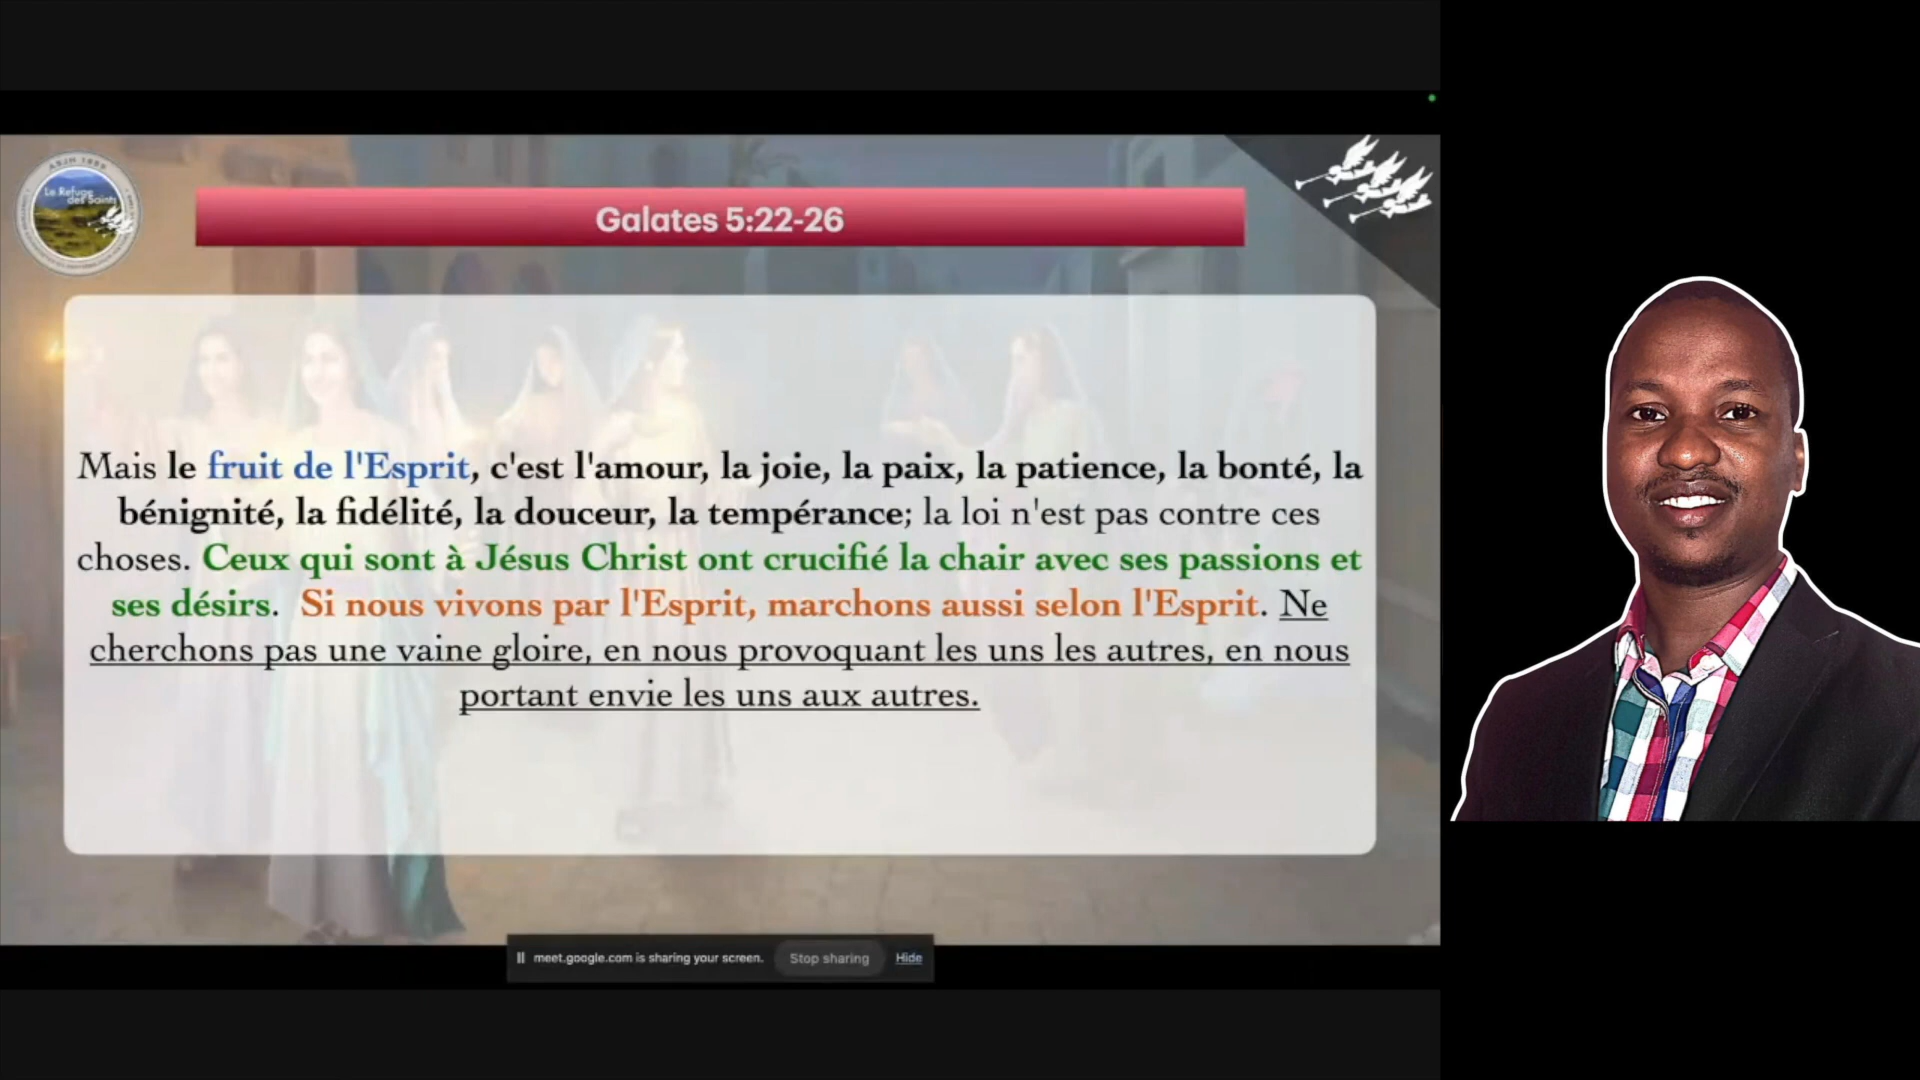 ASJH 1888
Le Refuge
des Saints
Galates 5:22-26
Mais le fruit de l'Esprit, c'est l'amour, la joie, la paix, la patience, la bonté, la
bénignité, la fidélité, la douceur, la tempérance; la loi n'est pas contre ces
choses. Ceux qui sont à Jésus Christ ont crucifié la chair avec ses passions et
ses désirs. Si nous vivons par l'Esprit, marchons aussi selon l'Esprit. Ne
cherchons pas une vaine gloire, en nous provoquant les uns les autres, en nous
portant envie les uns aux autres.
meet.google.com is sharing your screen. Stop sharing Hide